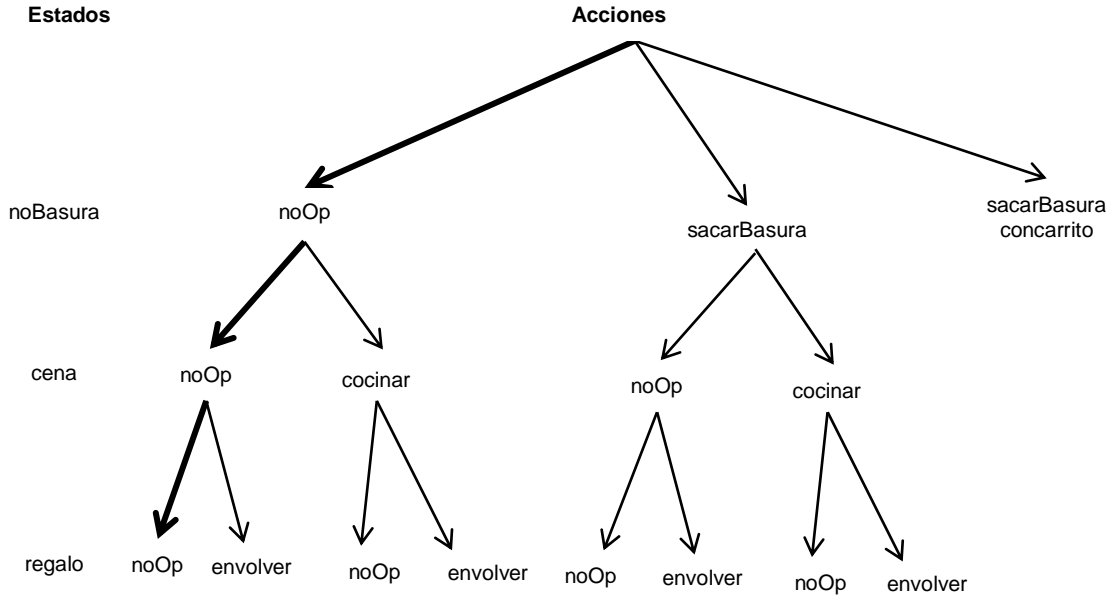 Estados
Acciones
noBasura
noOp
sacarBasura
sacarBasura
concarrito
cena
noOp
cocinar
noOp
cocinar
regalo
noOp
envolver
noOp
envolver
noOp
envolver
noOp
envolver